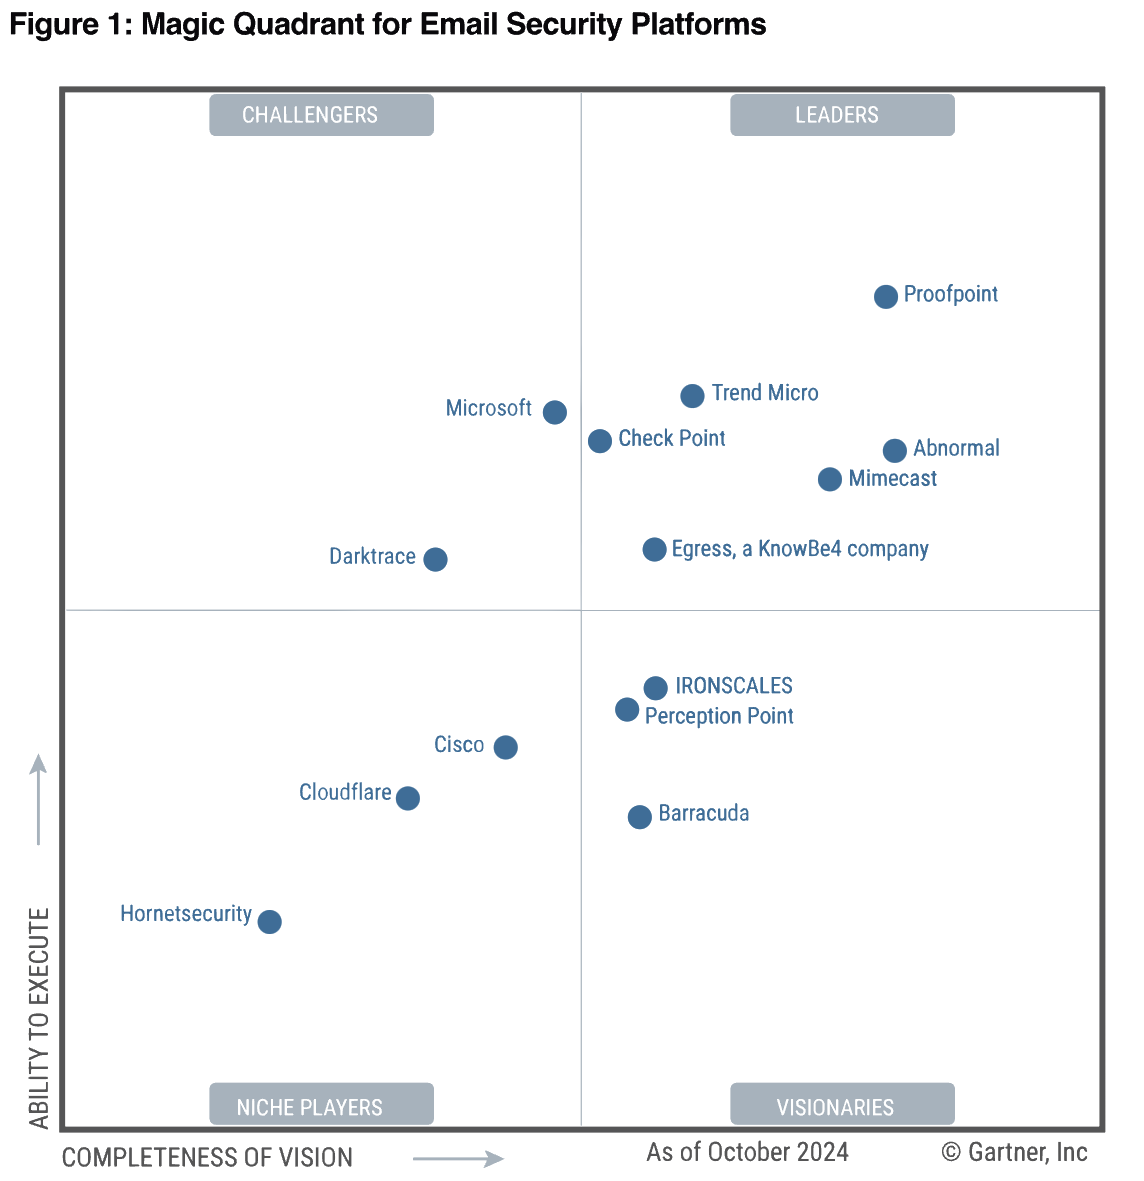 Figure 1: Magic Quadrant for Email Security Platforms
CHALLENGERS
LEADERS
Proofpoint
Trend Micro
Microsoft
Check Point
Abnormal
Mimecast
Egress, a KnowBe4 company
Darktrace
IRONSCALES
Perception Point
Cisco
Cloudflare
Barracuda
Hornetsecurity
NICHE PLAYERS
VISIONARIES
ABILITY TO EXECUTE
COMPLETENESS OF VISION
As of October 2024
© Gartner, Inc